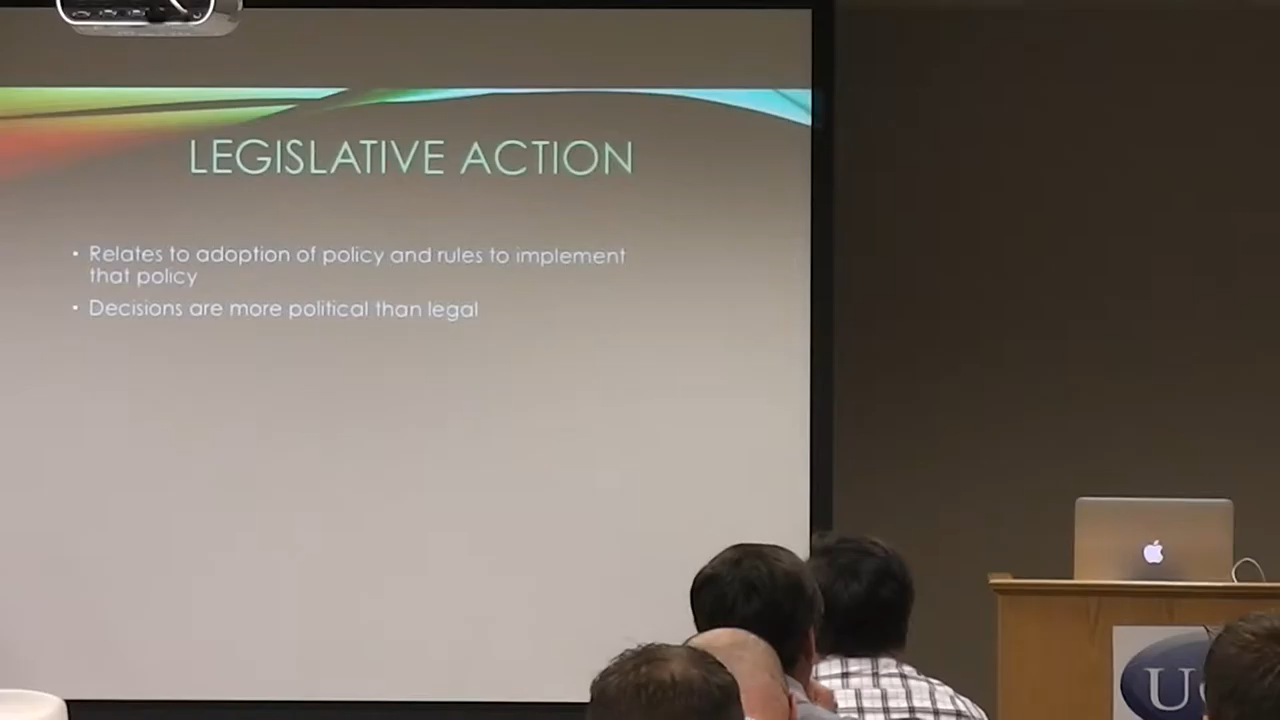 LEGISLATIVE ACTION
• Relates to adoption of policy and rules to implement
that policy
• Decisions are more political than legal
U